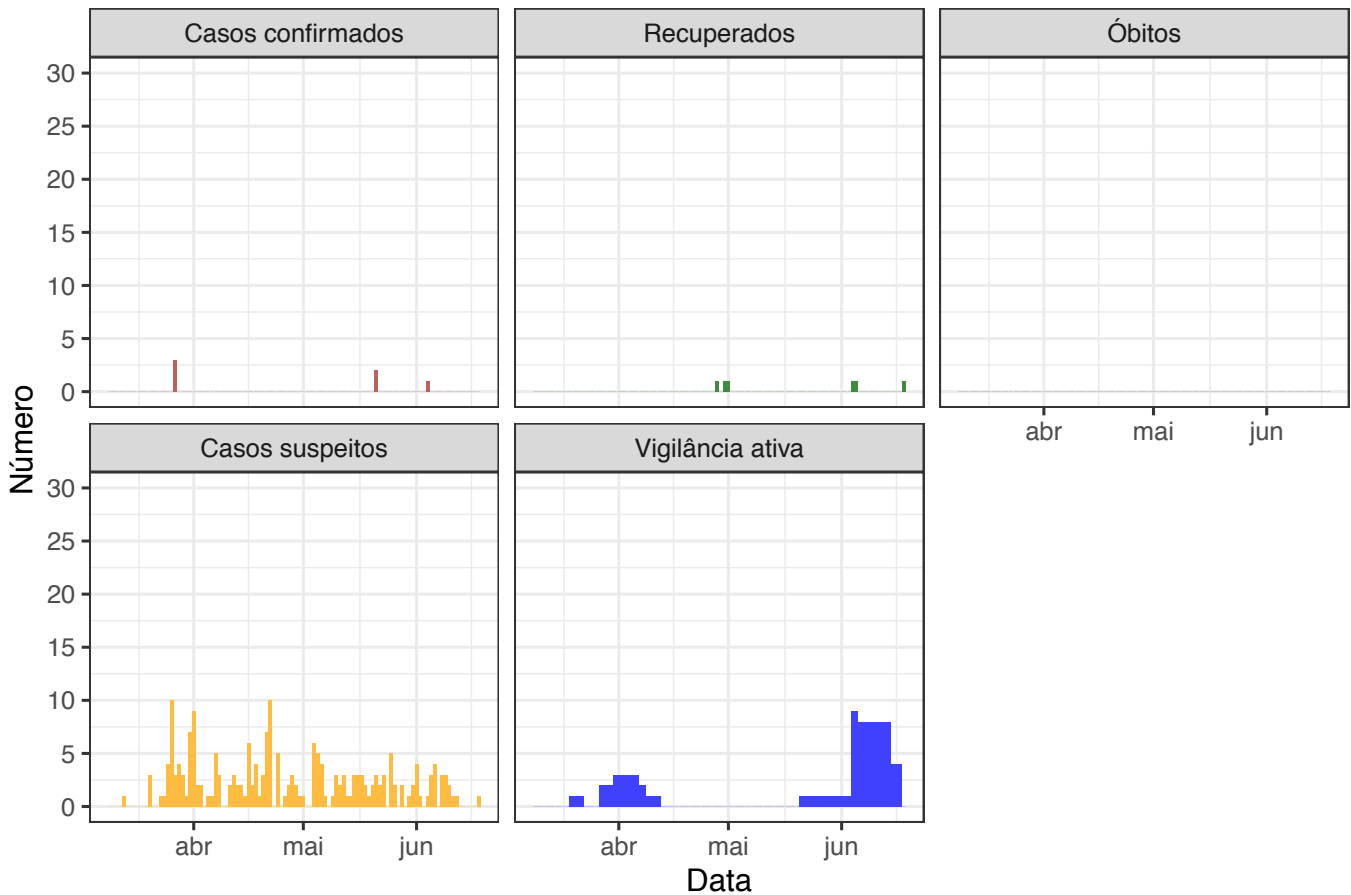 Casos confirmados
Recuperados
Óbitos
30
25
20
15
10
5
0
abr mai jun
Número
Casos suspeitos
Vigilância ativa
30
25
20
15
10
5
0
abr mai jun
abr mai jun
Data